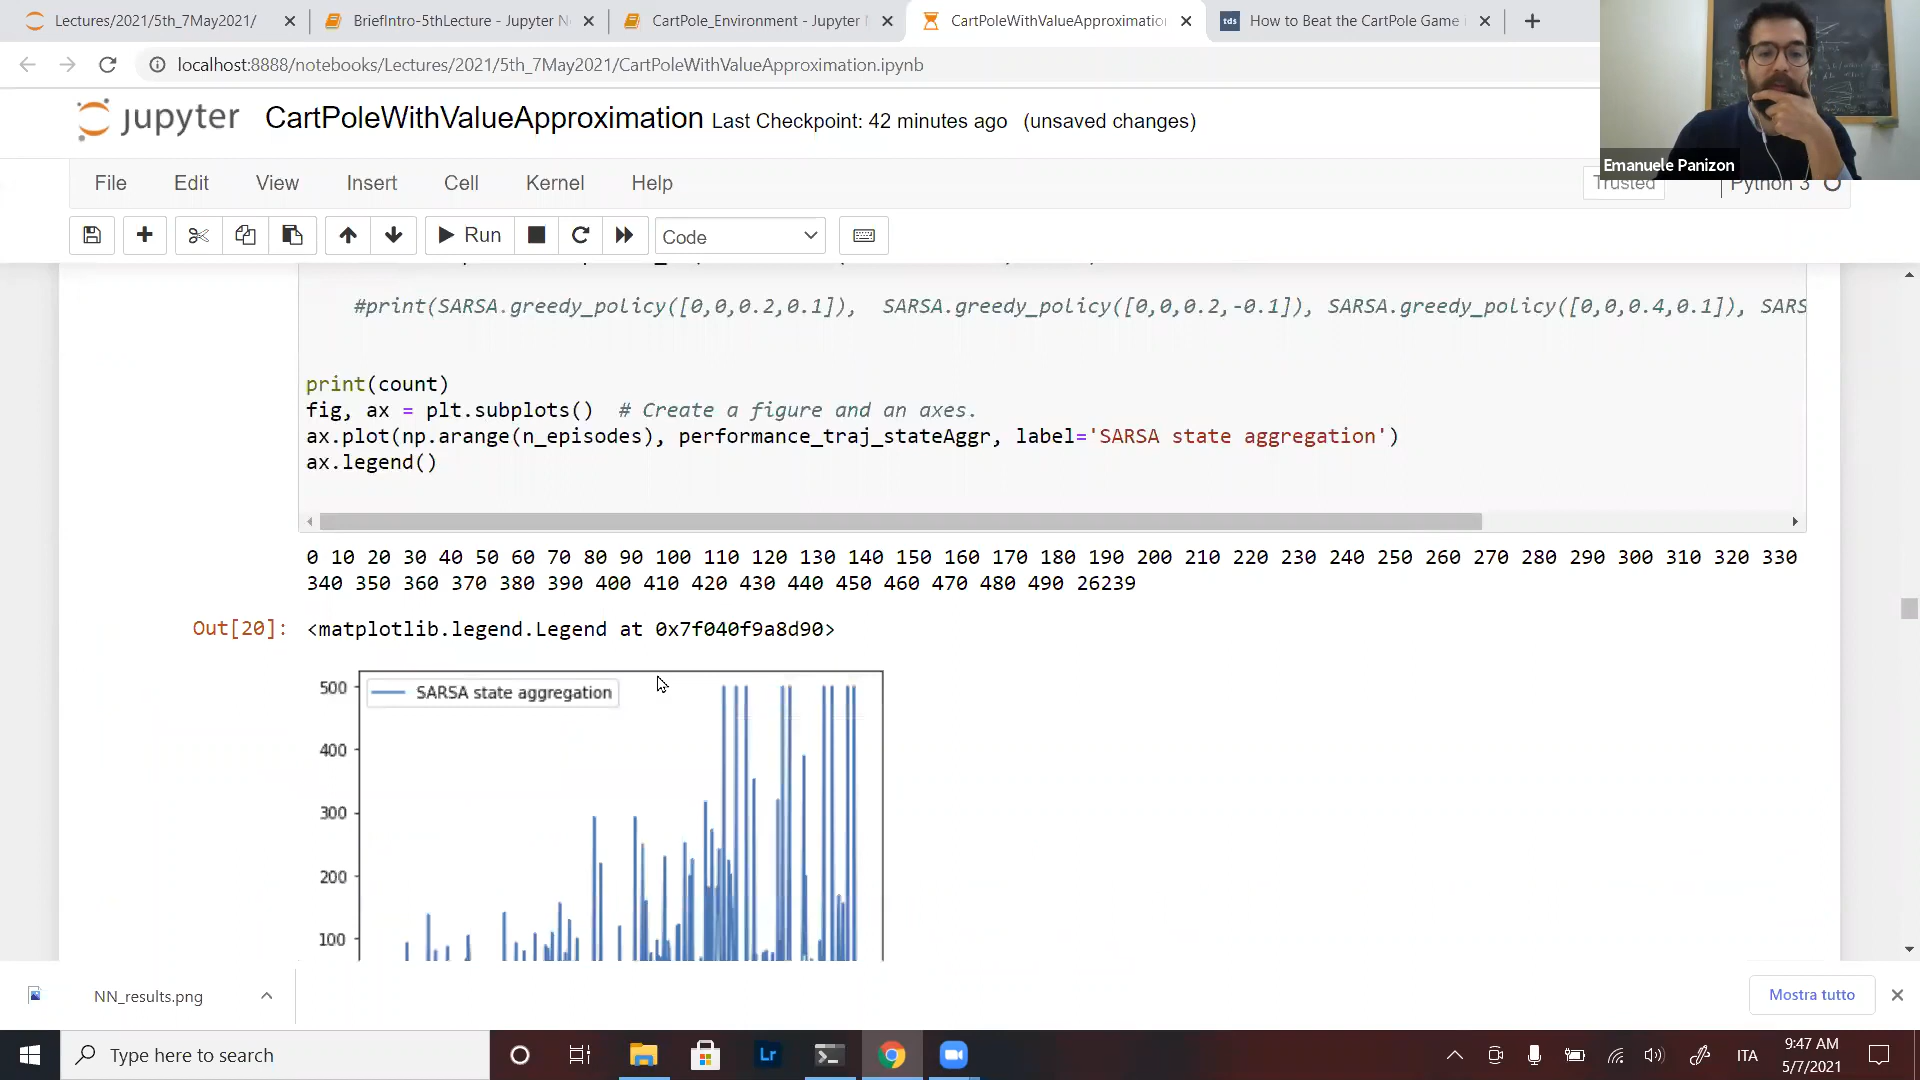 Lectures/2021/5th_7May2021/
BriefIntro-5thLecture - Jupyter N
CartPole_Environment - Jupyter
CartPoleWithValueApproximatio
tds How to Beat the CartPole Game i
localhost:8888/notebooks/Lectures/2021/5th_7May2021/CartPoleWithValueApproximation.ipynb
jupyter CartPoleWithValueApproximation Last Checkpoint: 42 minutes ago (unsaved changes)
Emanuele Panizon
File Edit View Insert Cell Kernel Help
Trusted Python 3
Run Code
#print(SARSA.greedy_policy([0,0,0.2,0.1]),  SARSA.greedy_policy([0,0,0.2,-0.1]), SARSA.greedy_policy([0,0,0.4,0.1]), SARS
print(count)
fig, ax = plt.subplots()  # Create a figure and an axes.
ax.plot(np.arange(n_episodes), performance_traj_stateAggr, label='SARSA state aggregation')
ax.legend()
0 10 20 30 40 50 60 70 80 90 100 110 120 130 140 150 160 170 180 190 200 210 220 230 240 250 260 270 280 290 300 310 320 330
340 350 360 370 380 390 400 410 420 430 440 450 460 470 480 490 26239
Out[20]: <matplotlib.legend.Legend at 0x7f040f9a8d90>
500
SARSA state aggregation
400
300
200
100
NN_results.png
Mostra tutto
Type here to search
Lr
ITA
9:47 AM
5/7/2021